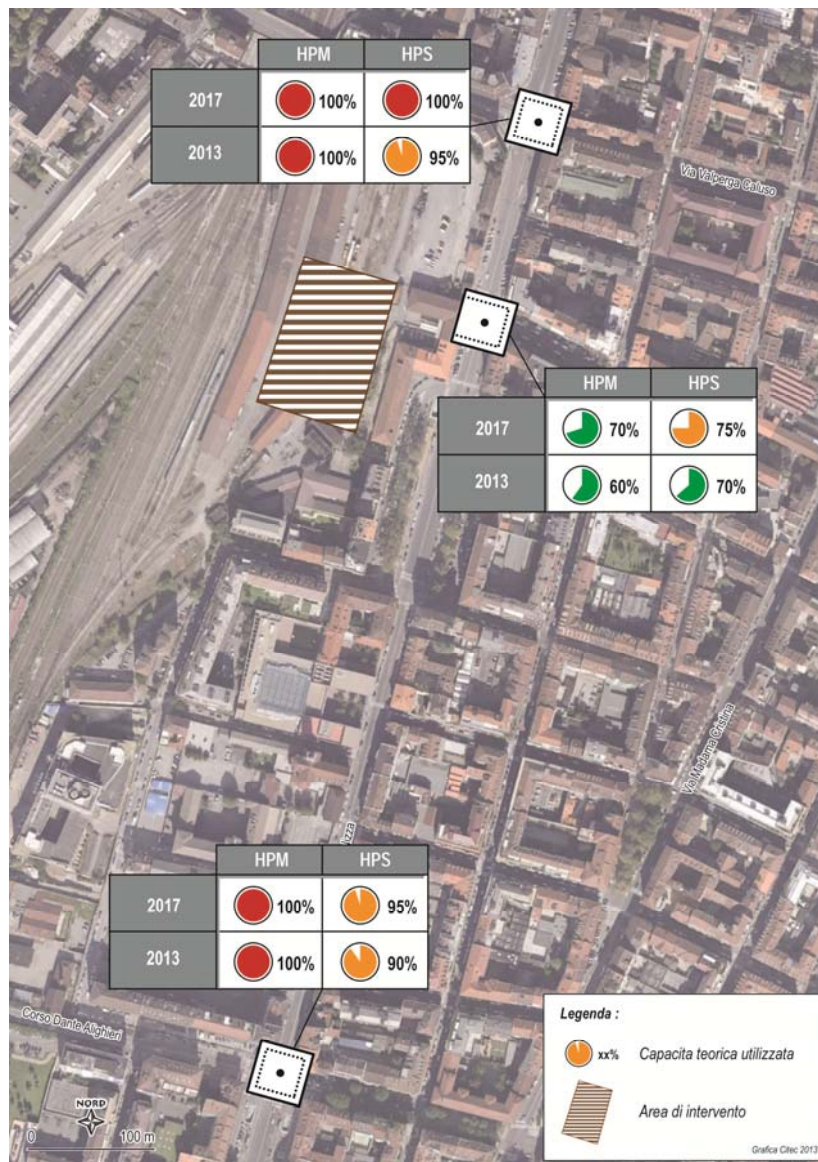 HPM HPS
2017 100% 100%
2013 100% 95%
Via Valperga Caluso
HPM HPS
2017 70% 75%
2013 60% 70%
Via Madama Cristina
HPM HPS
2017 100% 95%
2013 100% 90%
Corso Dante Alighieri
NORD
0 100 m
Legenda :
xx% Capacita teorica utilizzata
Area di intervento
Grafica Citec 2013